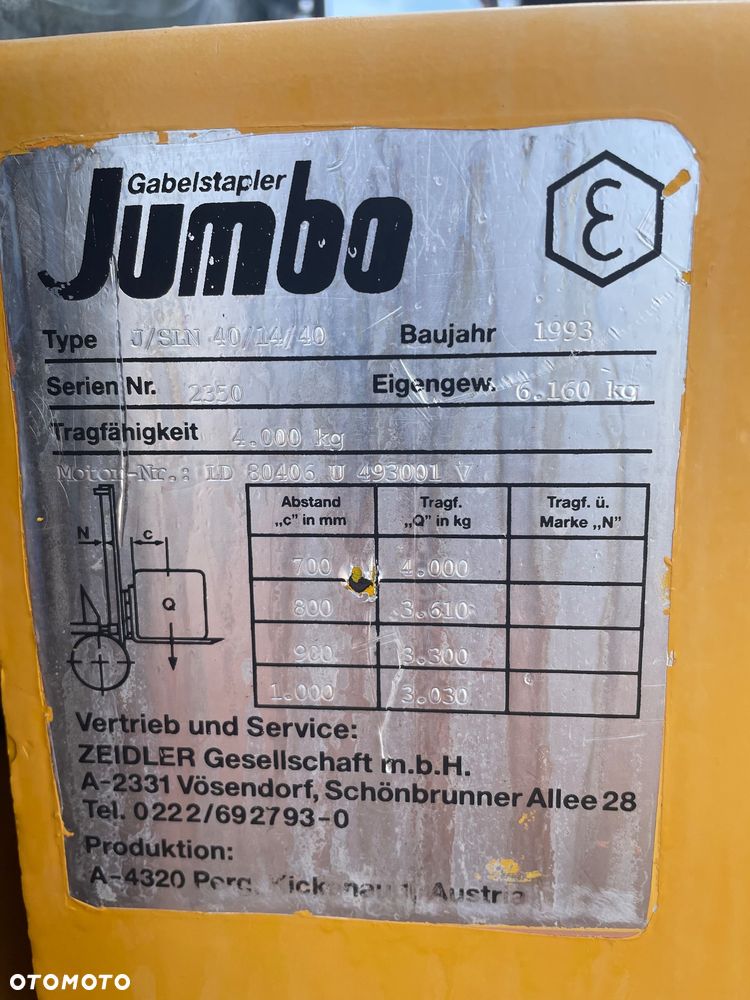 Gabelstapler
Jumbo
ε
Type J/SLN 40/14/40 Baujahr 1993
Serien Nr. 2350 Eigengew. 6.160 kg
Tragfähigkeit 4.000 kg
Motor-Nr.: LD 80406 U 493001 V
N c Q
Abstand „c" in mm Tragf. „Q" in kg Tragf. ü. Marke „N"
700 4.000
800 3.610
900 3.300
1.000 3.030
Vertrieb und Service:
ZEIDLER Gesellschaft m.b.H.
A-2331 Vösendorf, Schönbrunner Allee 28
Tel. 0222/692793-0
Produktion:
A-4320 Perg, Austria
OTOMOTO